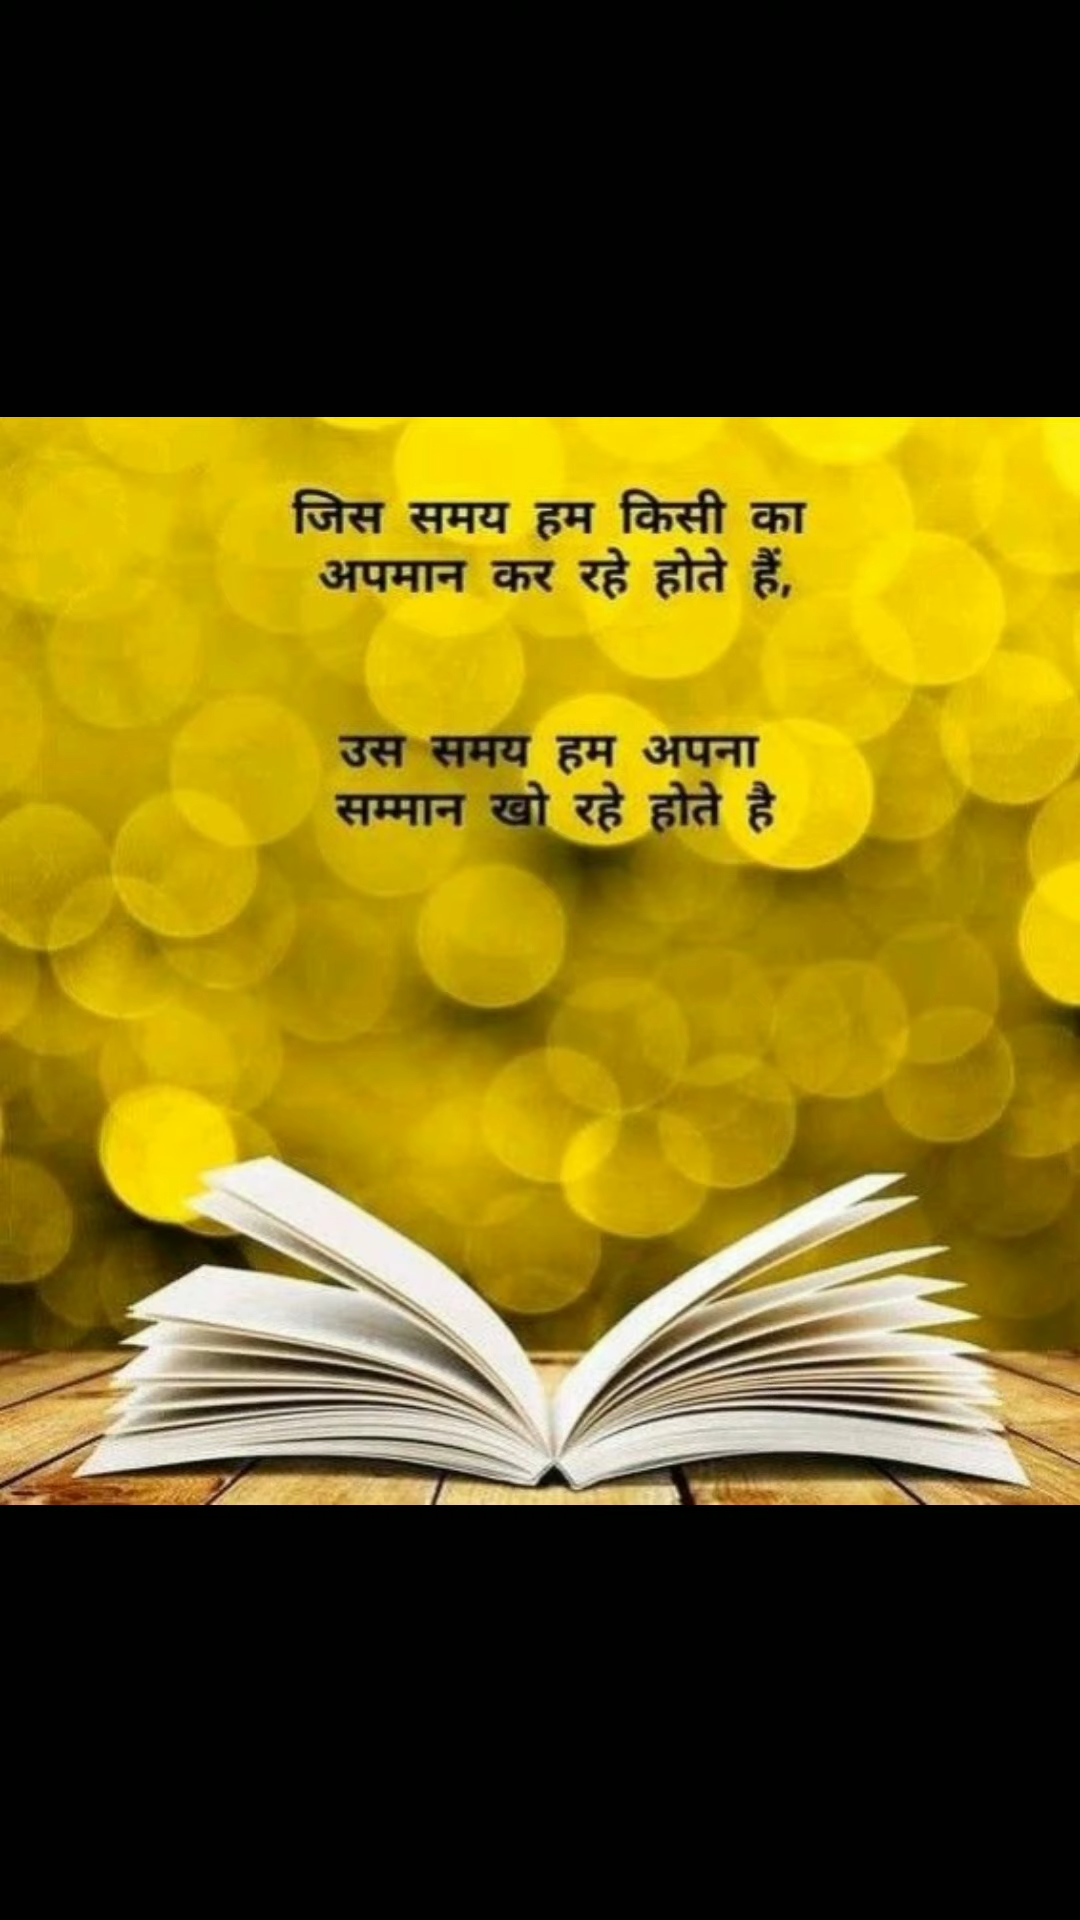 जिस समय हम किसी का
अपमान कर रहे होते हैं,
उस समय हम अपना
सम्मान खो रहे होते है